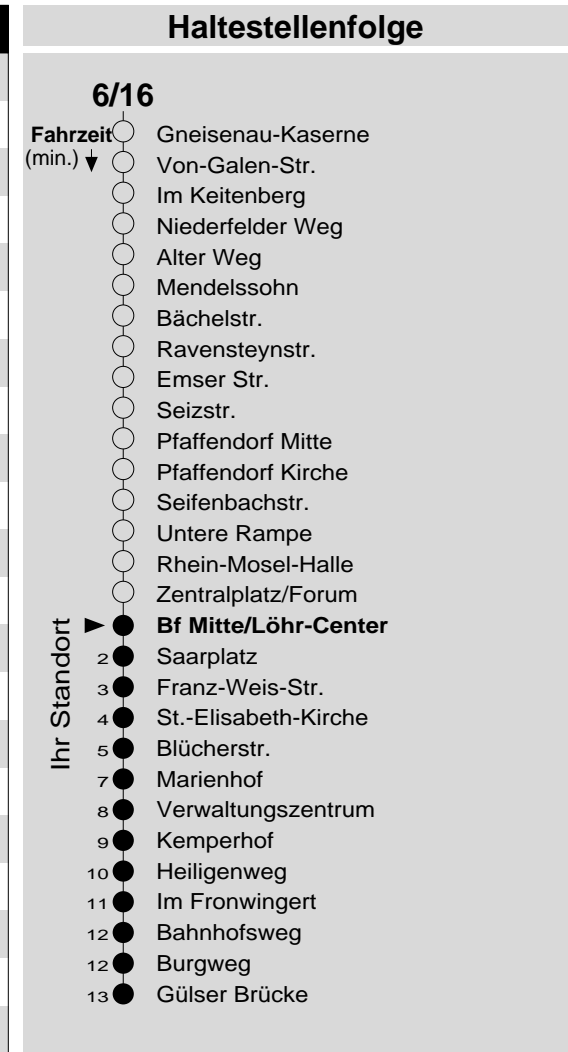 Haltestellenfolge
6/16
Fahrzeit
(min.)
Gneisenau-Kaserne
Von-Galen-Str.
Im Keitenberg
Niederfelder Weg
Alter Weg
Mendelssohn
Bächelstr.
Ravensteynstr.
Emser Str.
Seizstr.
Pfaffendorf Mitte
Pfaffendorf Kirche
Seifenbachstr.
Untere Rampe
Rhein-Mosel-Halle
Zentralplatz/Forum
Ihr Standort
Bf Mitte/Löhr-Center
2 Saarplatz
3 Franz-Weis-Str.
4 St.-Elisabeth-Kirche
5 Blücherstr.
7 Marienhof
8 Verwaltungszentrum
9 Kemperhof
10 Heiligenweg
11 Im Fronwingert
12 Bahnhofsweg
12 Burgweg
13 Gülser Brücke